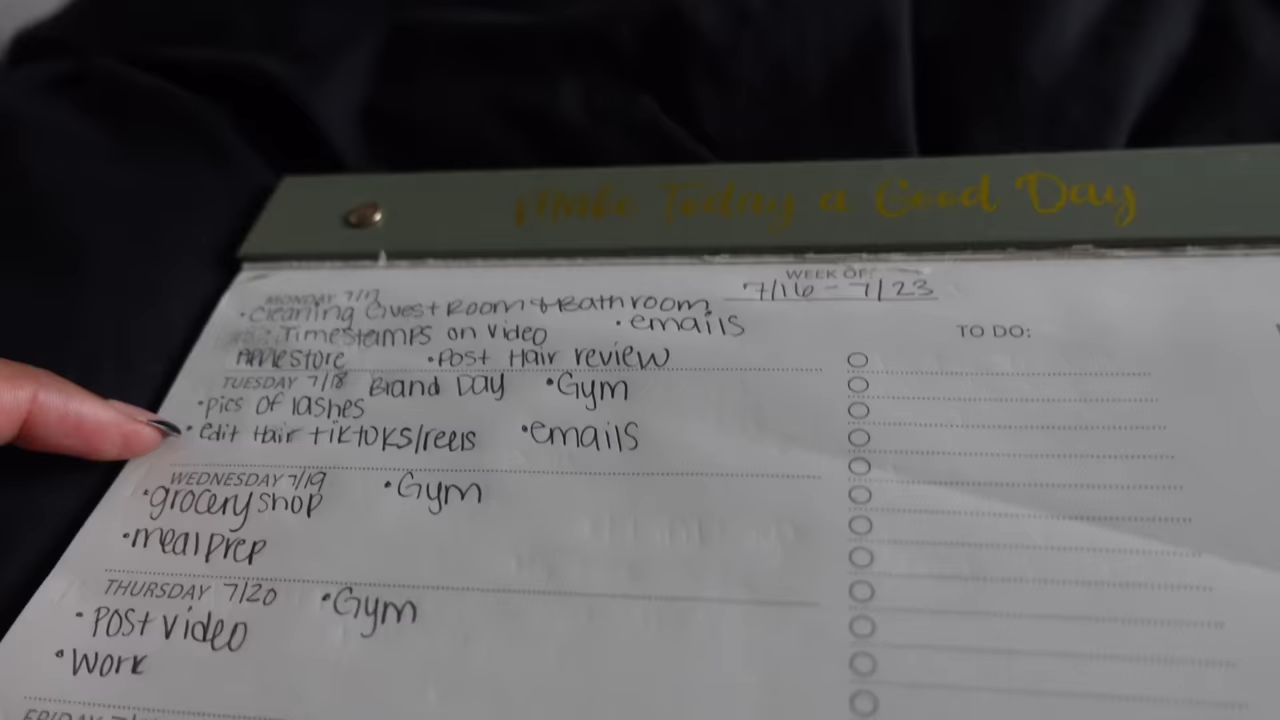 Make Today a Good Day
WEEK OF:
7/16 - 7/23
MONDAY 7/17
• Cleaning Guest Room & Bathroom
Timestamps on Video • emails
store • Post Hair review
TUESDAY 7/18 Brand Day • Gym
• Pics of lashes
• edit Hair TikTOKS/reels • emails
WEDNESDAY 7/19 • Gym
• grocery shop
• meal prep
THURSDAY 7/20 • Gym
• Post video
• Work
TO DO: